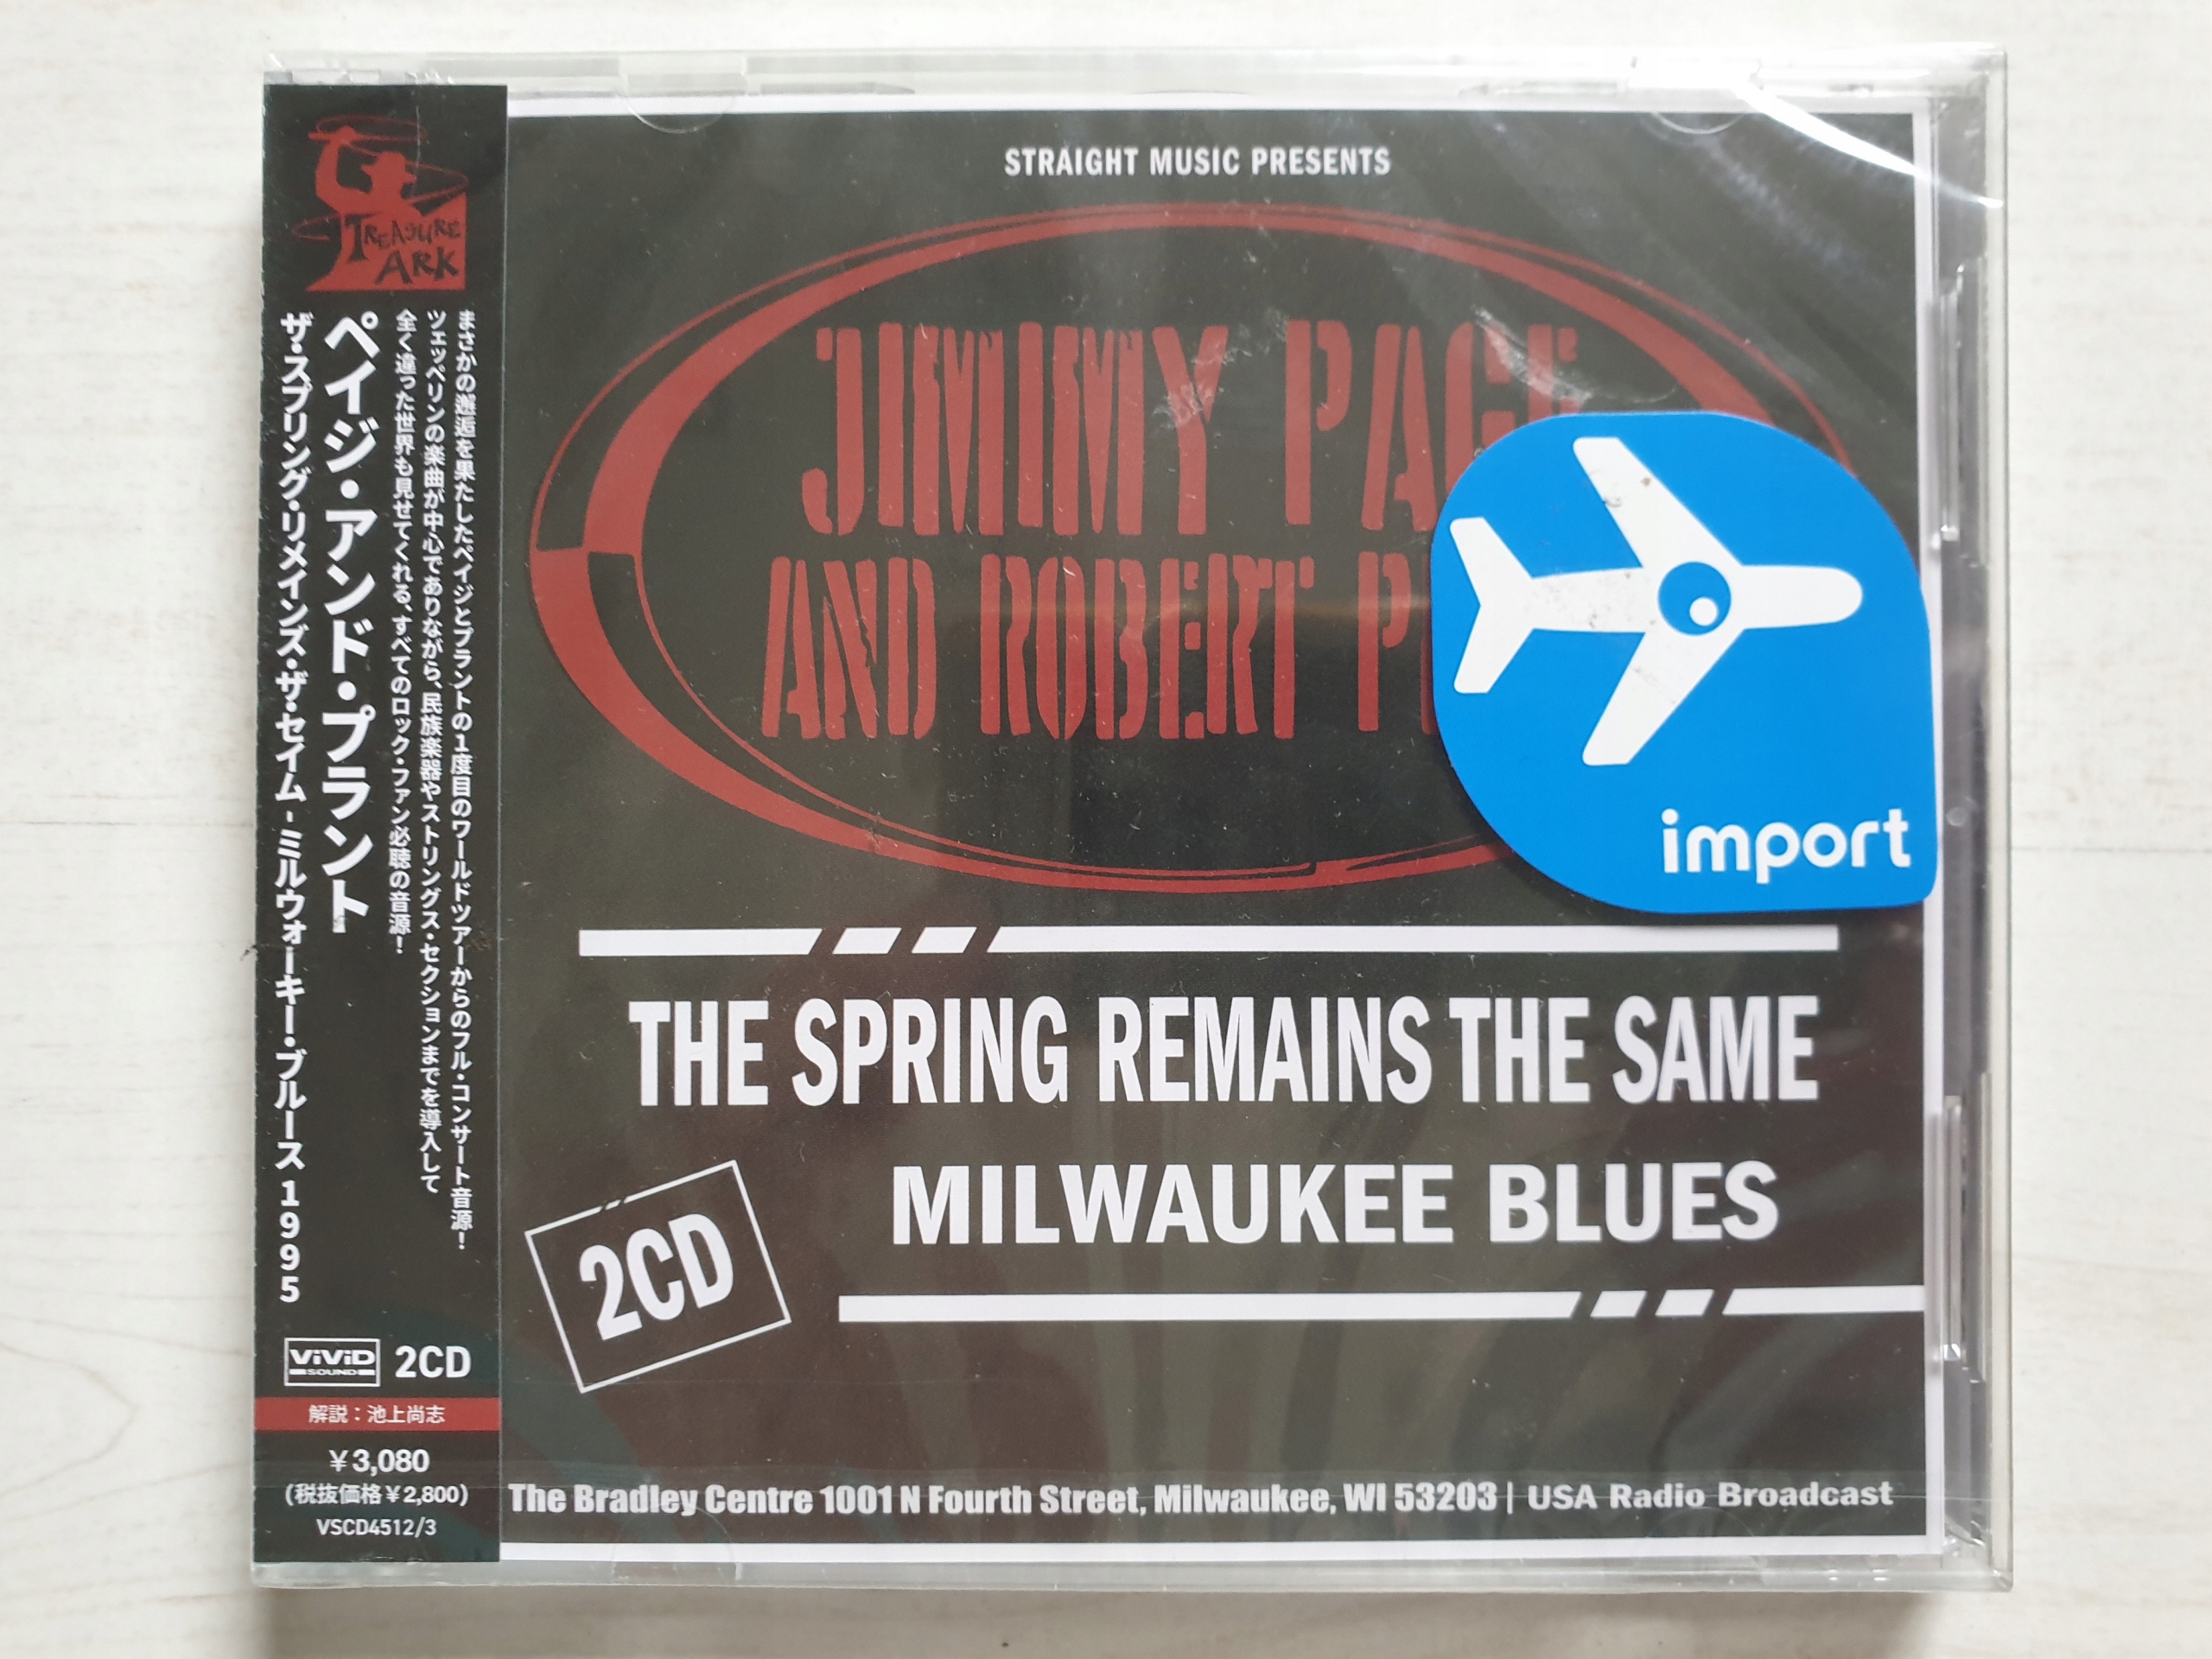 TREASURE
ARK
まさかの邂逅を果たしたペイジとプラントの1度目のワールドツアーからのフル・コンサート音源！
ツェッペリンの楽曲が中心でありながら、民族楽器やストリングス・セクションまでを導入して
全く違った世界も見せてくれる、すべてのロック・ファン必聴の音源！
ペイジ・アンド・プラント
ザ・スプリング・リメインズ・ザ・セイム - ミルウォーキー・ブルース 1995
ViViD
SOUND
2CD
解説：池上尚志
￥3,080
(税抜価格￥2,800)
VSCD4512/3
STRAIGHT MUSIC PRESENTS
JIMMY PAGE
AND ROBERT
import
THE SPRING REMAINS THE SAME
MILWAUKEE BLUES
2CD
The Bradley Centre 1001 N Fourth Street, Milwaukee, WI 53203 | USA Radio Broadcast